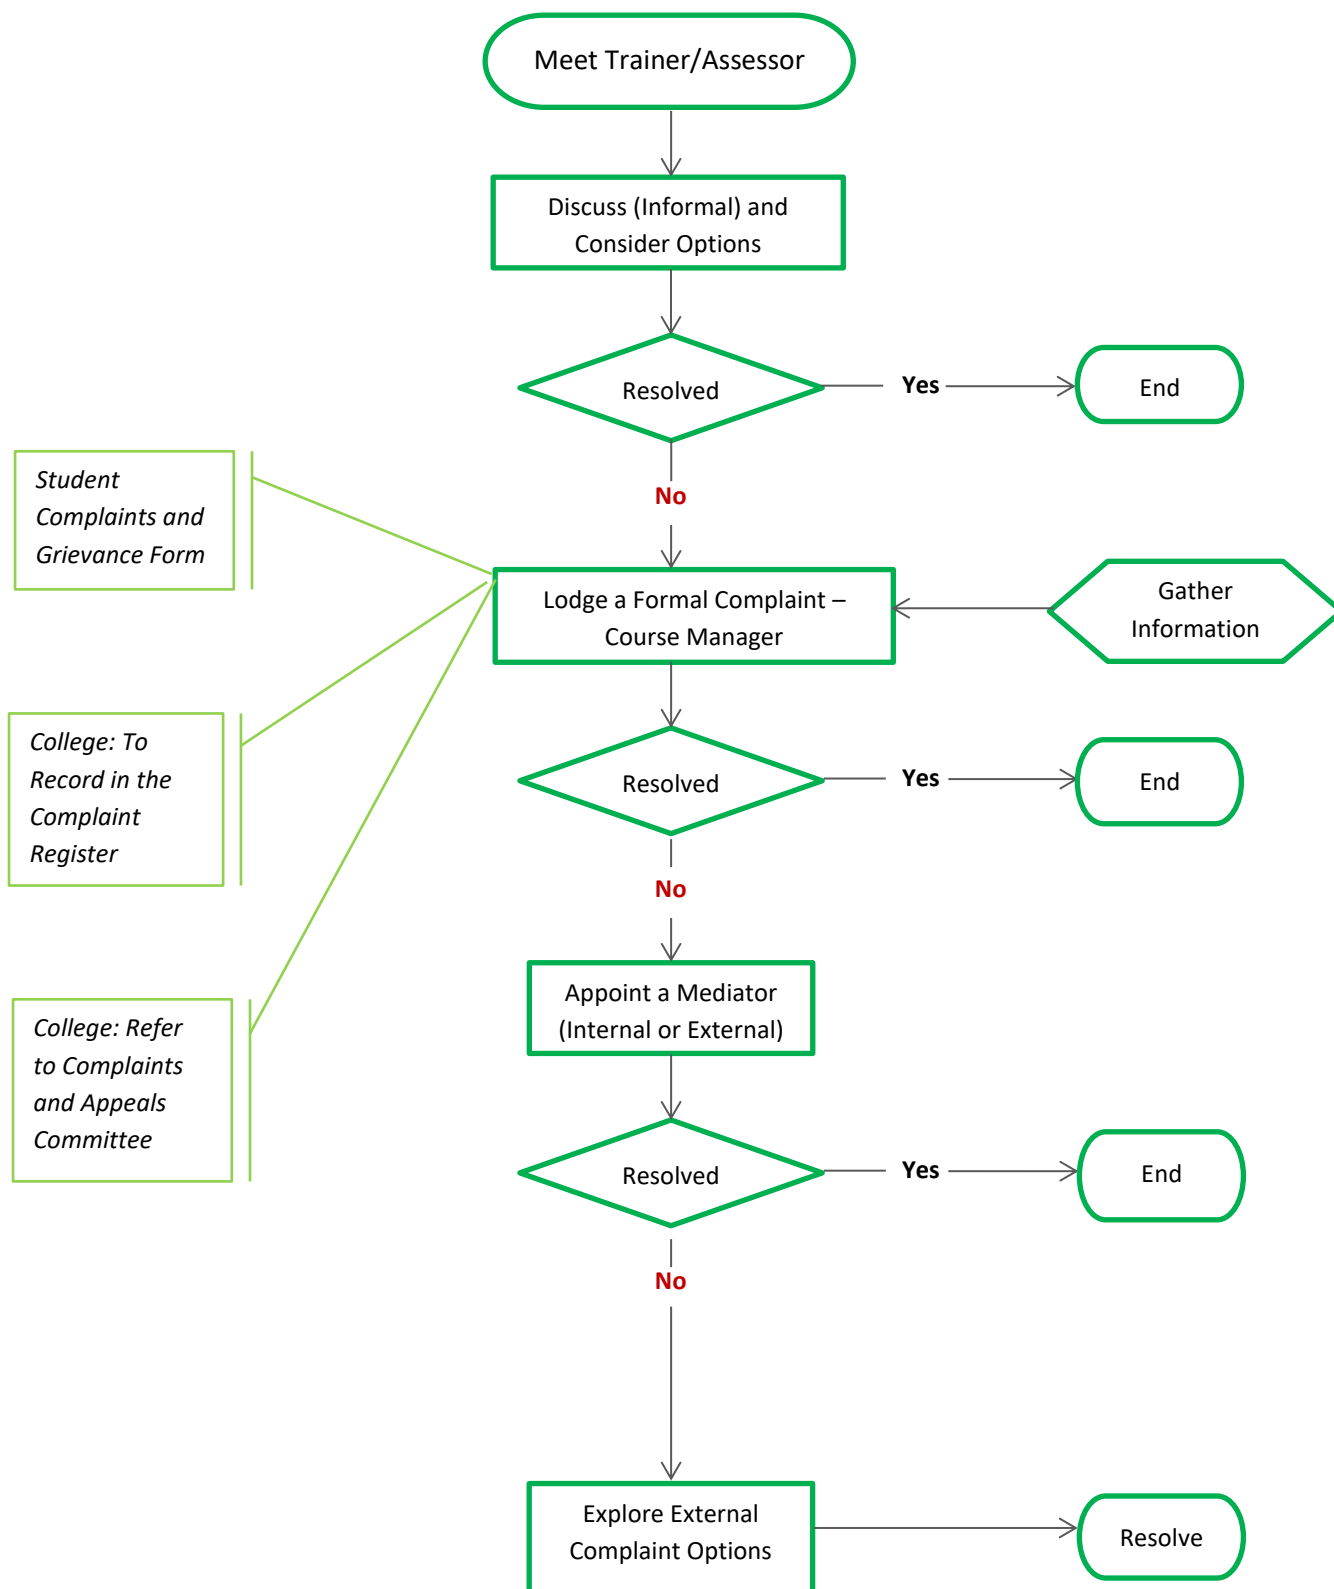 Meet Trainer/Assessor
Discuss (Informal) and
Consider Options
Resolved
Yes
End
No
Student
Complaints and
Grievance Form
Lodge a Formal Complaint –
Course Manager
Gather
Information
College: To
Record in the
Complaint
Register
Resolved
Yes
End
No
Appoint a Mediator
(Internal or External)
College: Refer
to Complaints
and Appeals
Committee
Resolved
Yes
End
No
Explore External
Complaint Options
Resolve